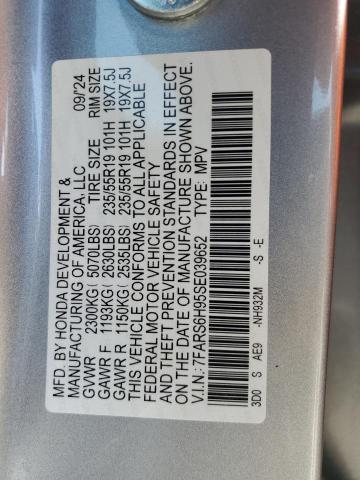 MFD. BY HONDA DEVELOPMENT & 09/'24
MANUFACTURING OF AMERICA, LLC.
TIRE SIZE RIM SIZE
GVWR 2300KG( 5070LBS)
GAWR F 1193KG( 2630LBS) 235/55R19 101H 19X7.5J
GAWR R 1150KG( 2535LBS) 235/55R19 101H 19X7.5J
THIS VEHICLE CONFORMS TO ALL APPLICABLE
FEDERAL MOTOR VEHICLE SAFETY
AND THEFT PREVENTION STANDARDS IN EFFECT
ON THE DATE OF MANUFACTURE SHOWN ABOVE.
V.I.N.: 7FARS6H95SE039652 TYPE: MPV
3D0 S AE9 -NH932M -S -E